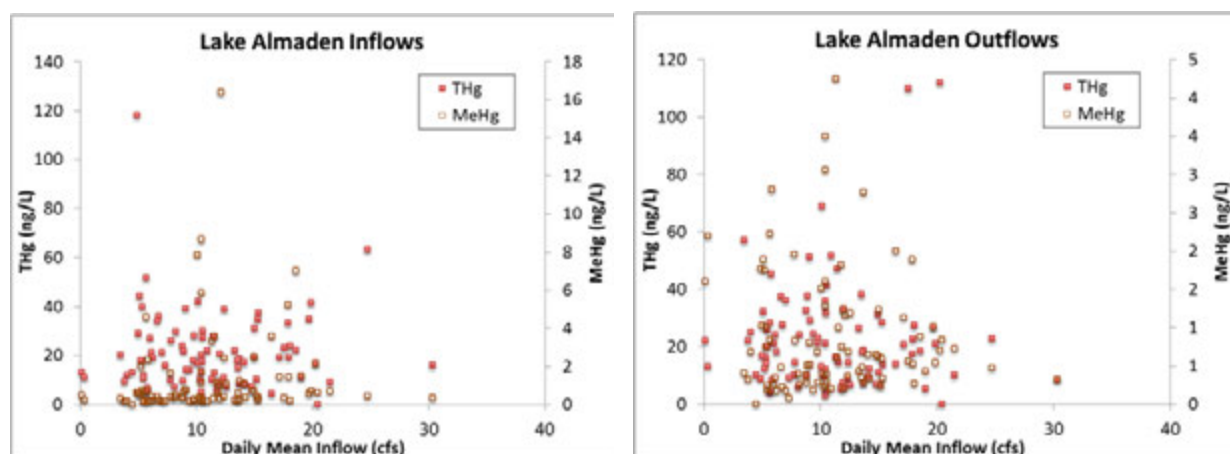 Lake Almaden Inflows
140
120
100
80
60
40
20
0
THg (ng/L)
18
16
14
12
10
8
6
4
2
0
MeHg (ng/L)
THg
MeHg
0 10 20 30 40
Daily Mean Inflow (cfs)
Lake Almaden Outflows
120
100
80
60
40
20
0
THg (ng/L)
5
4
4
3
3
2
2
1
1
0
MeHg (ng/L)
THg
MeHg
0 10 20 30 40
Daily Mean Inflow (cfs)